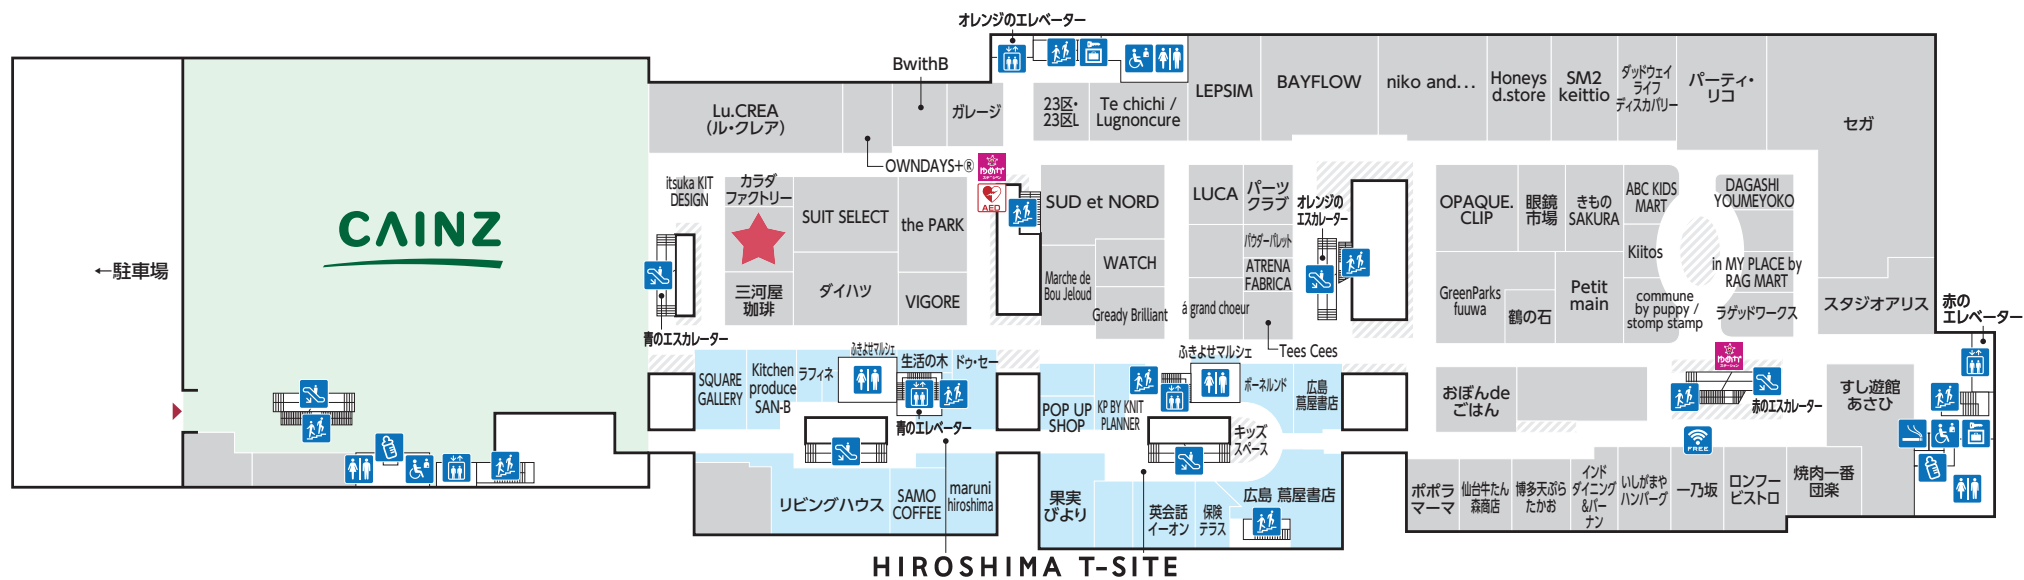 オレンジのエレベーター
BwithB
Lu.CREA
(ル・クレア)
ガレージ
OWNDAYS+®
23区・
23区L
Te chichi /
Lugnoncure
LEPSIM
BAYFLOW
niko and...
Honeys
d.store
SM2
keittio
ダッドウェイ
ライフ
ディスカバリー
パーティ・
リコ
セガ
CAINZ
←駐車場
itsuka KIT
DESIGN
カラダ
ファクトリー
SUIT SELECT
the PARK
三河屋
珈琲
ダイハツ
VIGORE
青のエスカレーター
ゆめか
ステーション
AED
SUD et NORD
Marche de
Bou Jeloud
WATCH
Gready Brilliant
LUCA
パーツ
クラブ
パウダーパレット
ATRENA
FABRICA
á grand choeur
Tees Cees
オレンジの
エスカレーター
OPAQUE.
CLIP
眼鏡
市場
きもの
SAKURA
ABC KIDS
MART
Kiitos
GreenParks
fuuwa
鶴の石
Petit
main
commune
by puppy /
stomp stamp
DAGASHI
YOUMEYOKO
in MY PLACE by
RAG MART
ラゲッドワークス
スタジオアリス
赤の
エレベーター
SQUARE
GALLERY
Kitchen
produce
SAN-B
ラフィネ
ふきよせマルシェ
生活の木
ドゥ・セー
青のエレベーター
リビングハウス
SAMO
COFFEE
maruni
hiroshima
POP UP
SHOP
KP BY KNIT
PLANNER
ふきよせマルシェ
ボーネルンド
広島
蔦屋書店
キッズ
スペース
果実
びより
英会話
イーオン
保険
テラス
広島 蔦屋書店
HIROSHIMA T-SITE
おぼんde
ごはん
ゆめか
ステーション
赤のエスカレーター
FREE
すし遊館
あさひ
ポポラ
マーマ
仙台牛たん
森商店
博多天ぷら
たかお
インド
ダイニング
&バー
ナン
いしがまや
ハンバーグ
一乃坂
ロンフー
ビストロ
焼肉一番
団楽